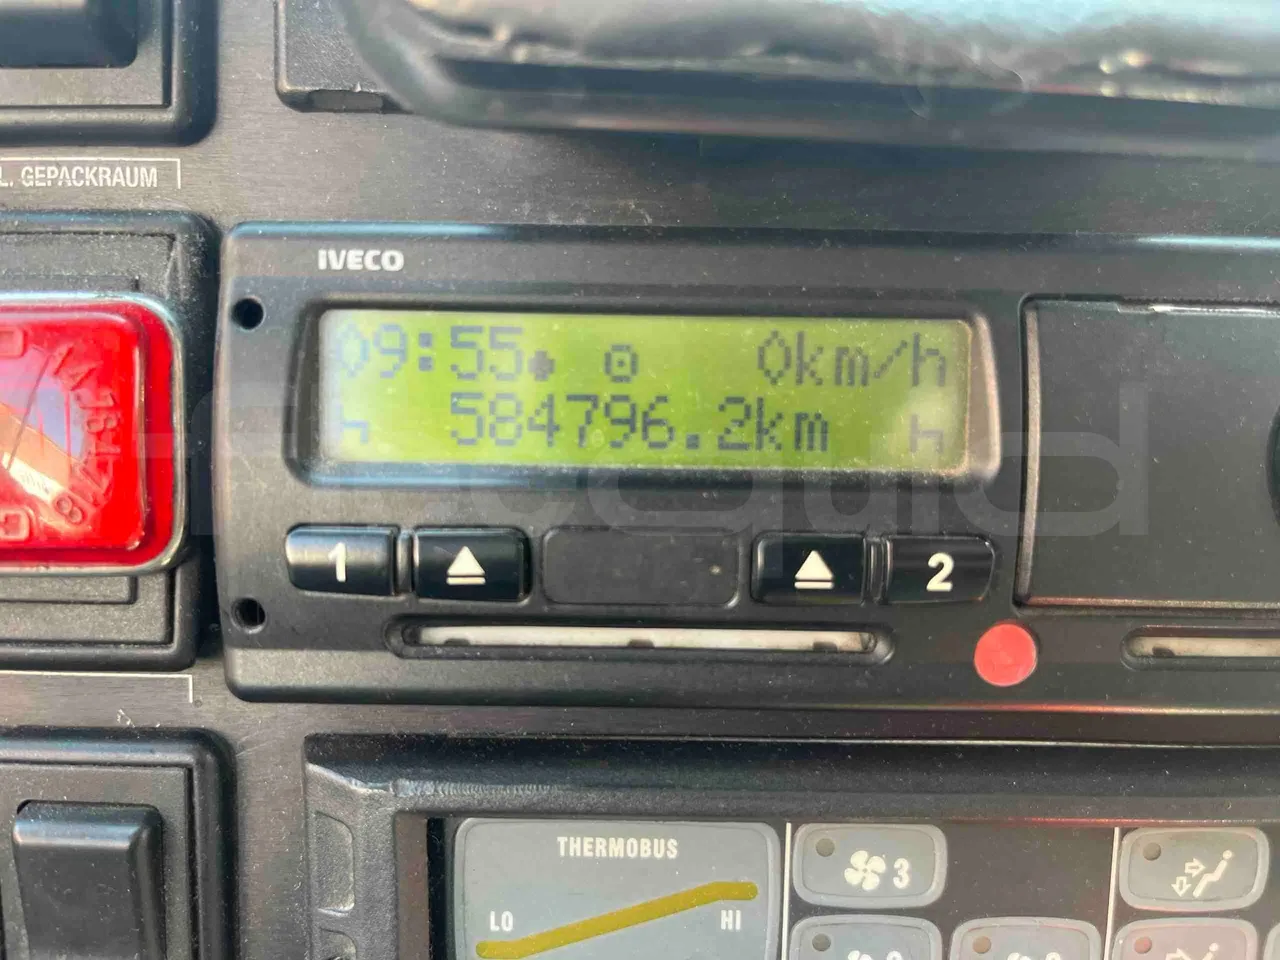 L. GEPACKRAUM
IVECO
09:55 0km/h
584796.2km
1
2
THERMOBUS
LO HI
3